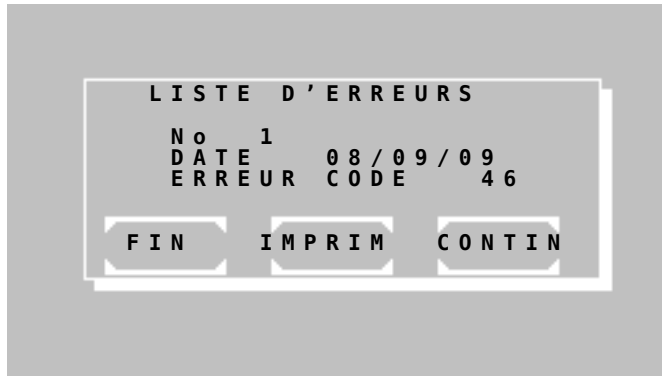 LISTE D'ERREURS
No 1
DATE 08/09/09
ERREUR CODE 46
FIN IMPRIM CONTIN